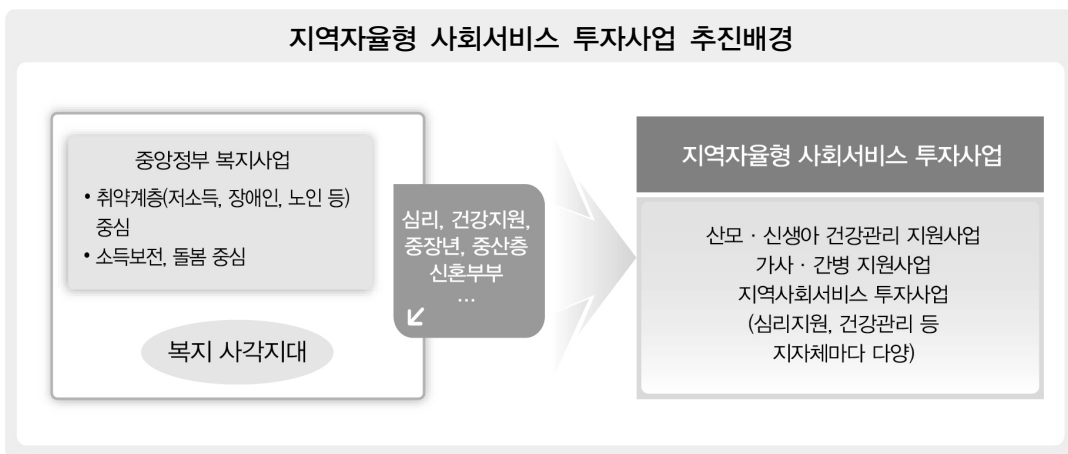 지역자율형 사회서비스 투자사업 추진배경
중앙정부 복지사업
• 취약계층(저소득, 장애인, 노인 등)
중심
• 소득보전, 돌봄 중심
복지 사각지대
심리, 건강지원,
중장년, 중산층
신혼부부
…
지역자율형 사회서비스 투자사업
산모 · 신생아 건강관리 지원사업
가사 · 간병 지원사업
지역사회서비스 투자사업
(심리지원, 건강관리 등
지자체마다 다양)